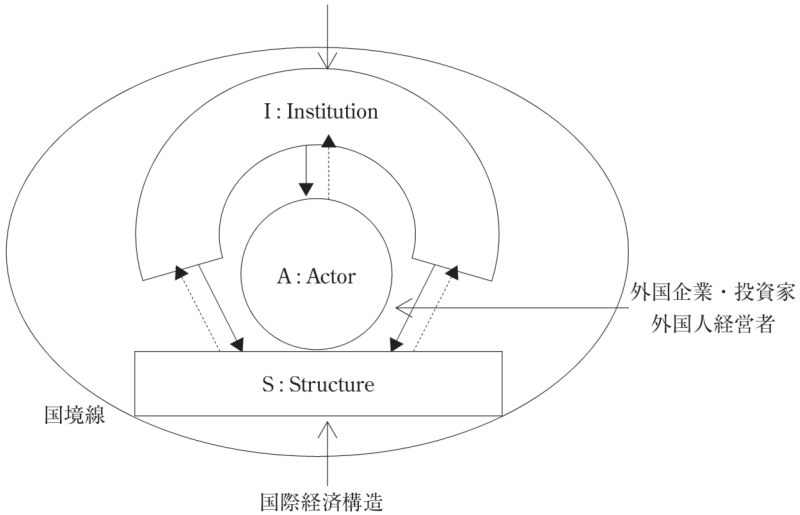 I : Institution
A : Actor
外国企業・投資家
外国人経営者
S : Structure
国境線
国際経済構造